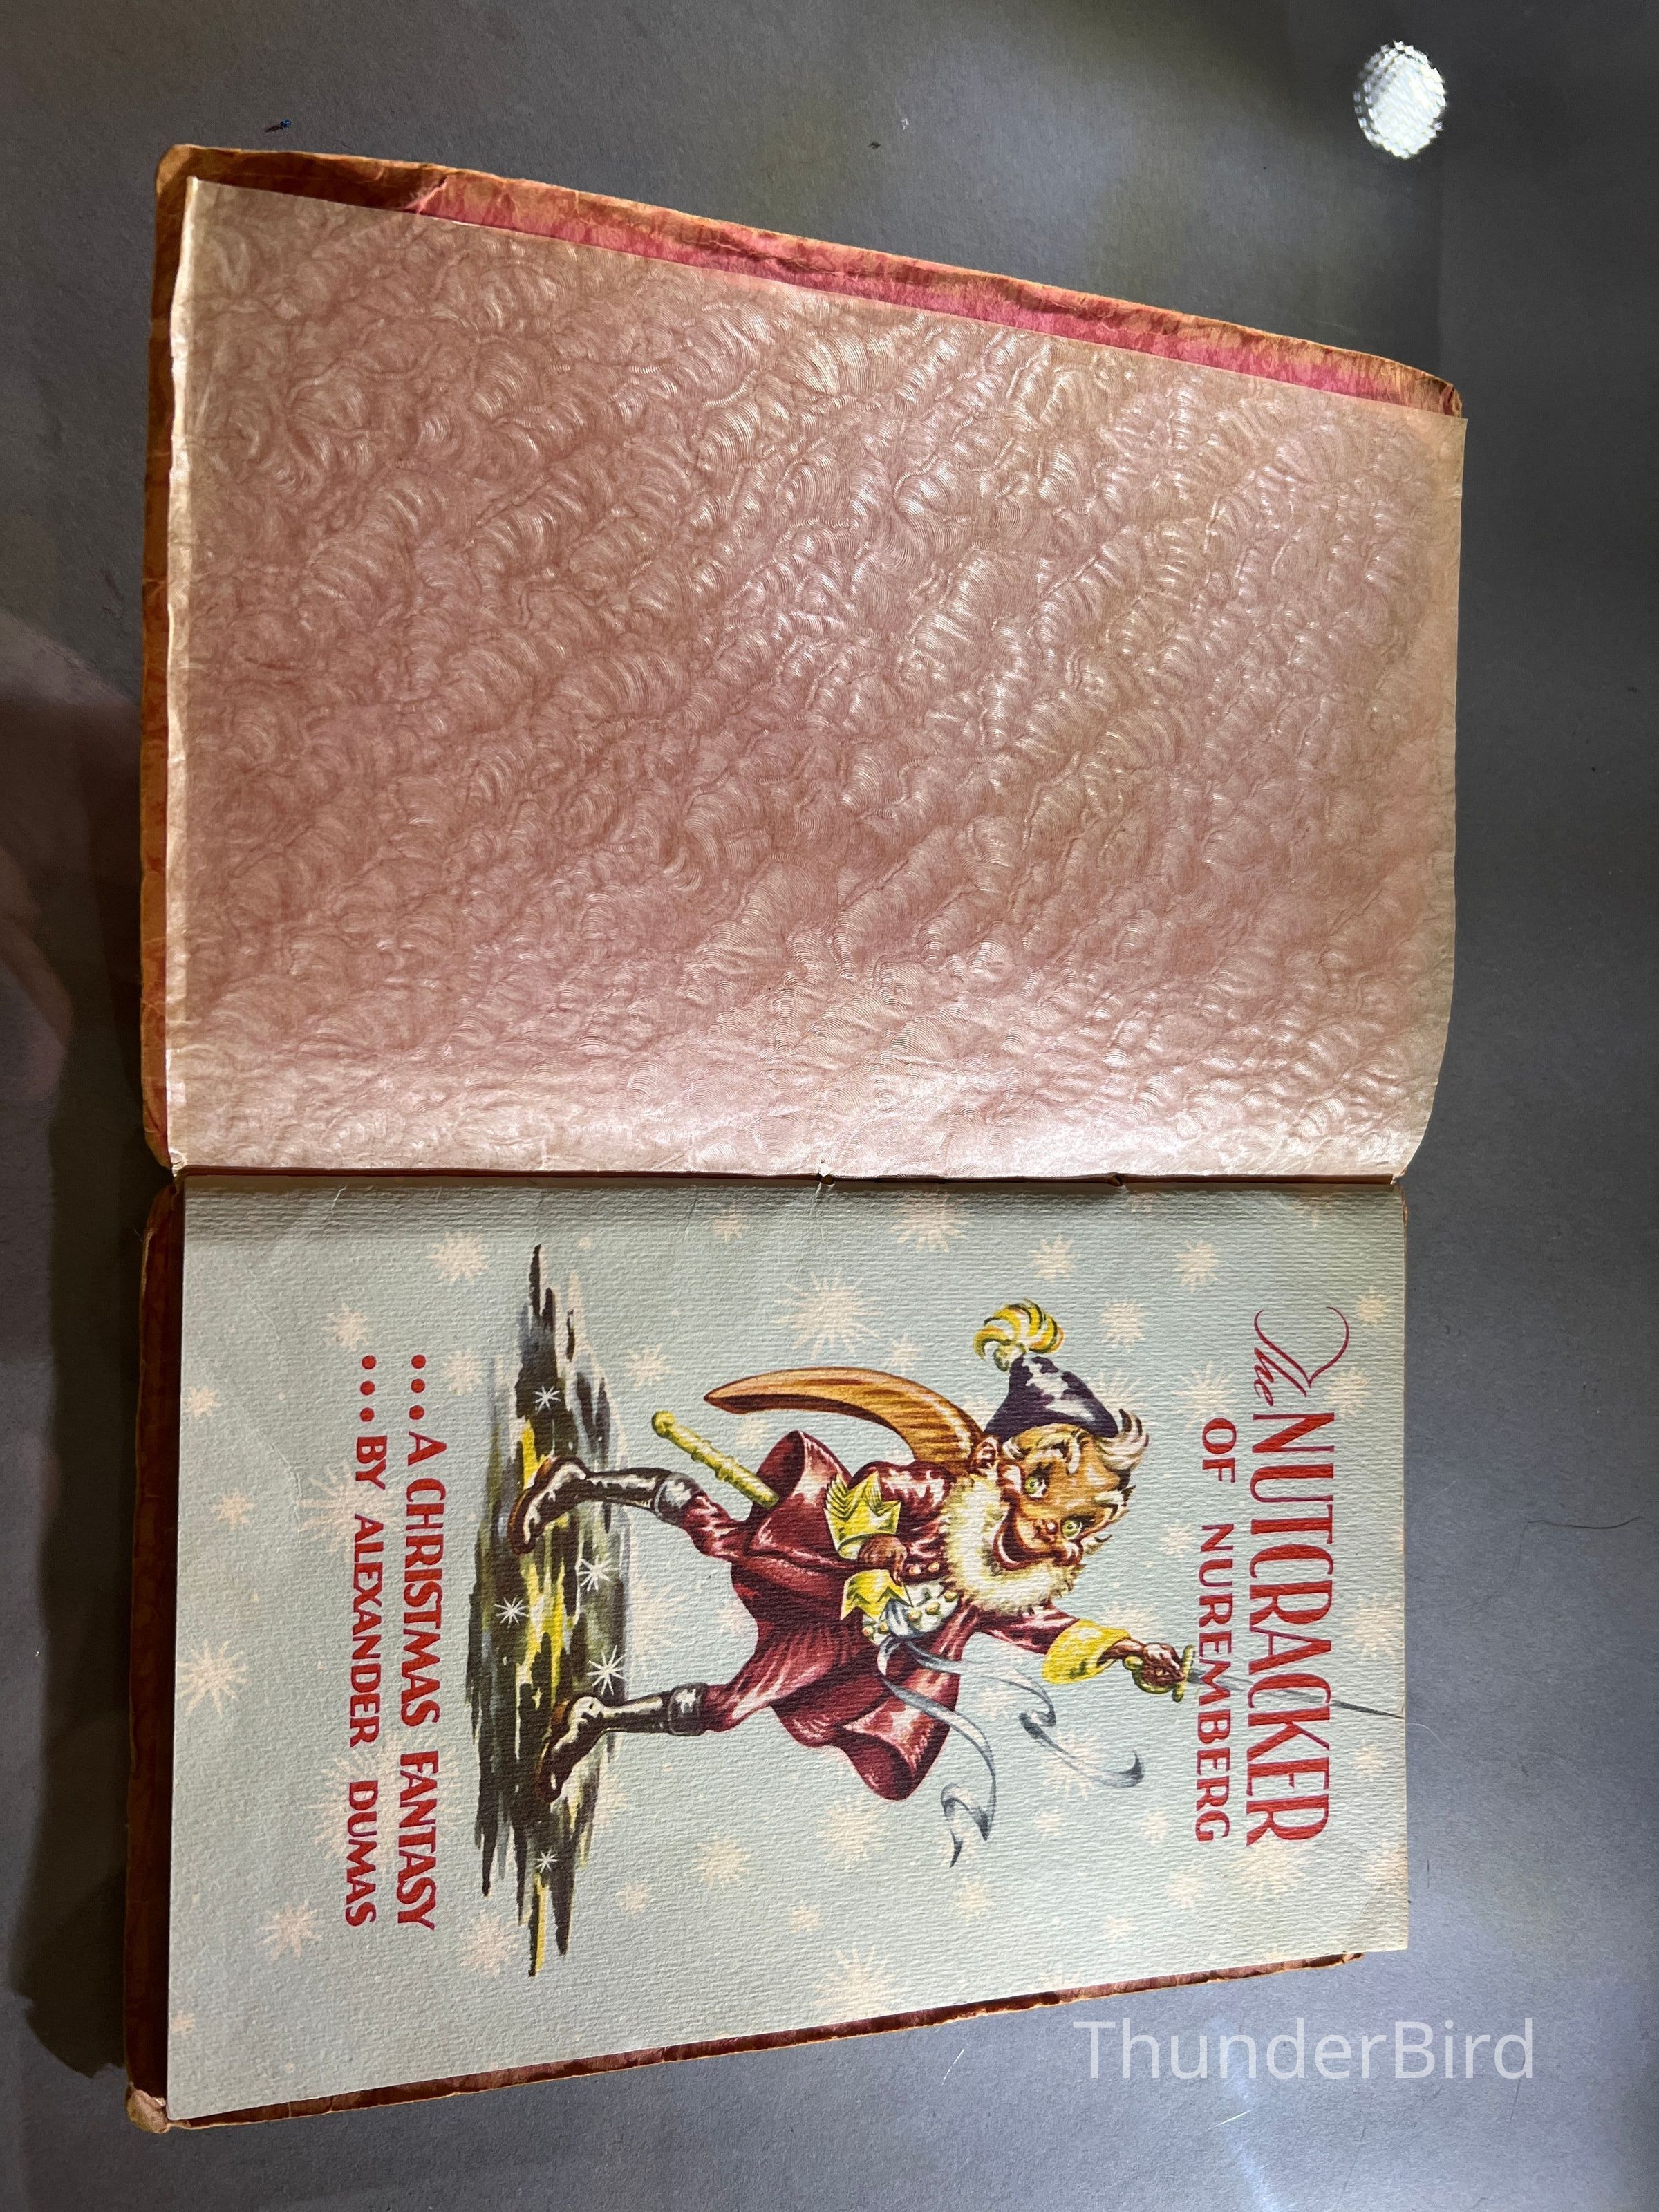 The NUTCRACKER
OF NUREMBERG
...A CHRISTMAS FANTASY
...BY ALEXANDER DUMAS
ThunderBird